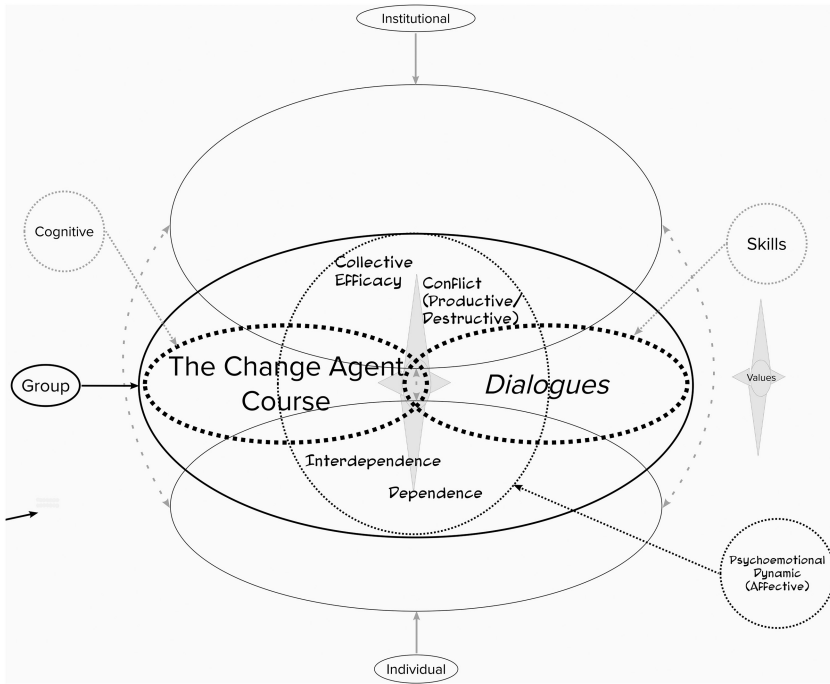 Institutional
Cognitive
Skills
Collective
Efficacy
Conflict
(Productive/
Destructive)
The Change Agent
Course
Dialogues
Group
Values
Interdependence
Dependence
Psychoemotional
Dynamic
(Affective)
Individual